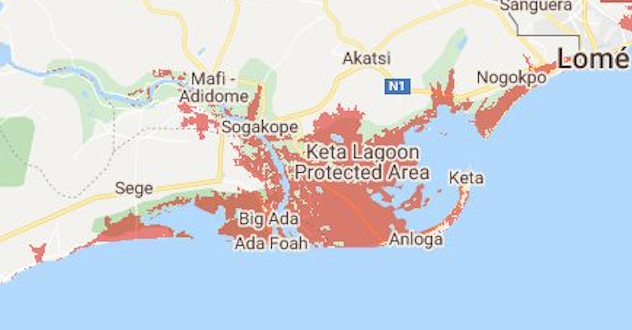 Sanguera
Lomé
Akatsi
Nogokpo
N1
Mafi -
Adidome
Sogakope
Keta Lagoon
Protected Area
Keta
Sege
Big Ada
Ada Foah
Anloga